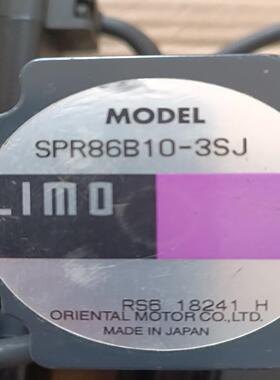 MODEL
SPR86B10-3SJ
LIMO
RS6 18241 H
ORIENTAL MOTOR CO.,LTD.
MADE IN JAPAN